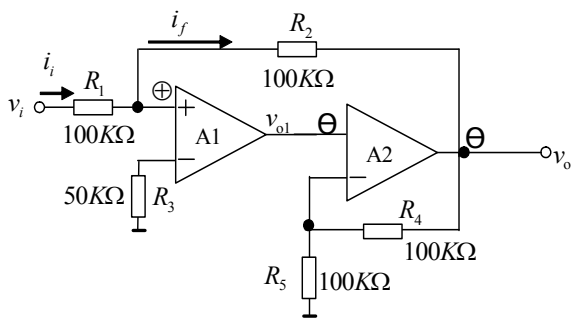 i_f
R_2
100KΩ
i_i
R_1
⊕
v_i
+
A1
−
100KΩ
v_o1
Θ
A2
−
Θ
v_o
50KΩ
R_3
R_4
100KΩ
R_5
100KΩ